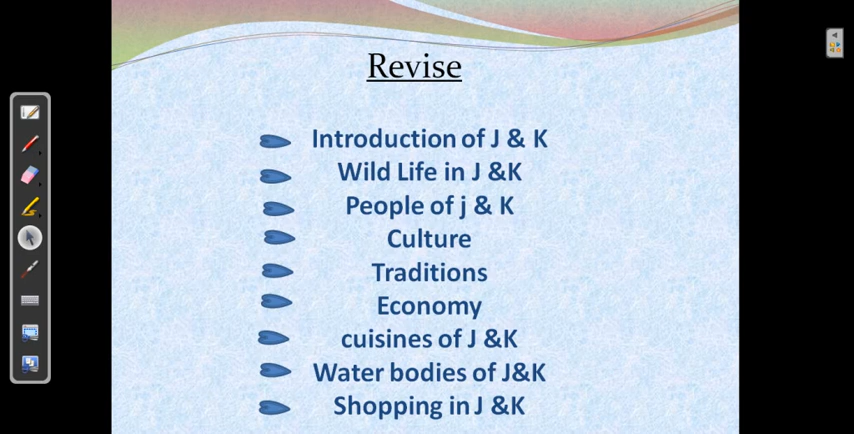 Revise
Introduction of J & K
Wild Life in J &K
People of j & K
Culture
Traditions
Economy
cuisines of J &K
Water bodies of J&K
Shopping in J &K